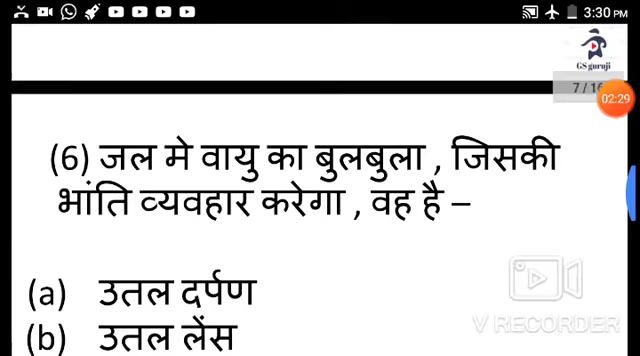 3:30 PM
GS guruji
7 / 16
02:29
(6) जल मे वायु का बुलबुला , जिसकी
भांति व्यवहार करेगा , वह है –
(a) उतल दर्पण
(b) उतल लेंस
V RECORDER